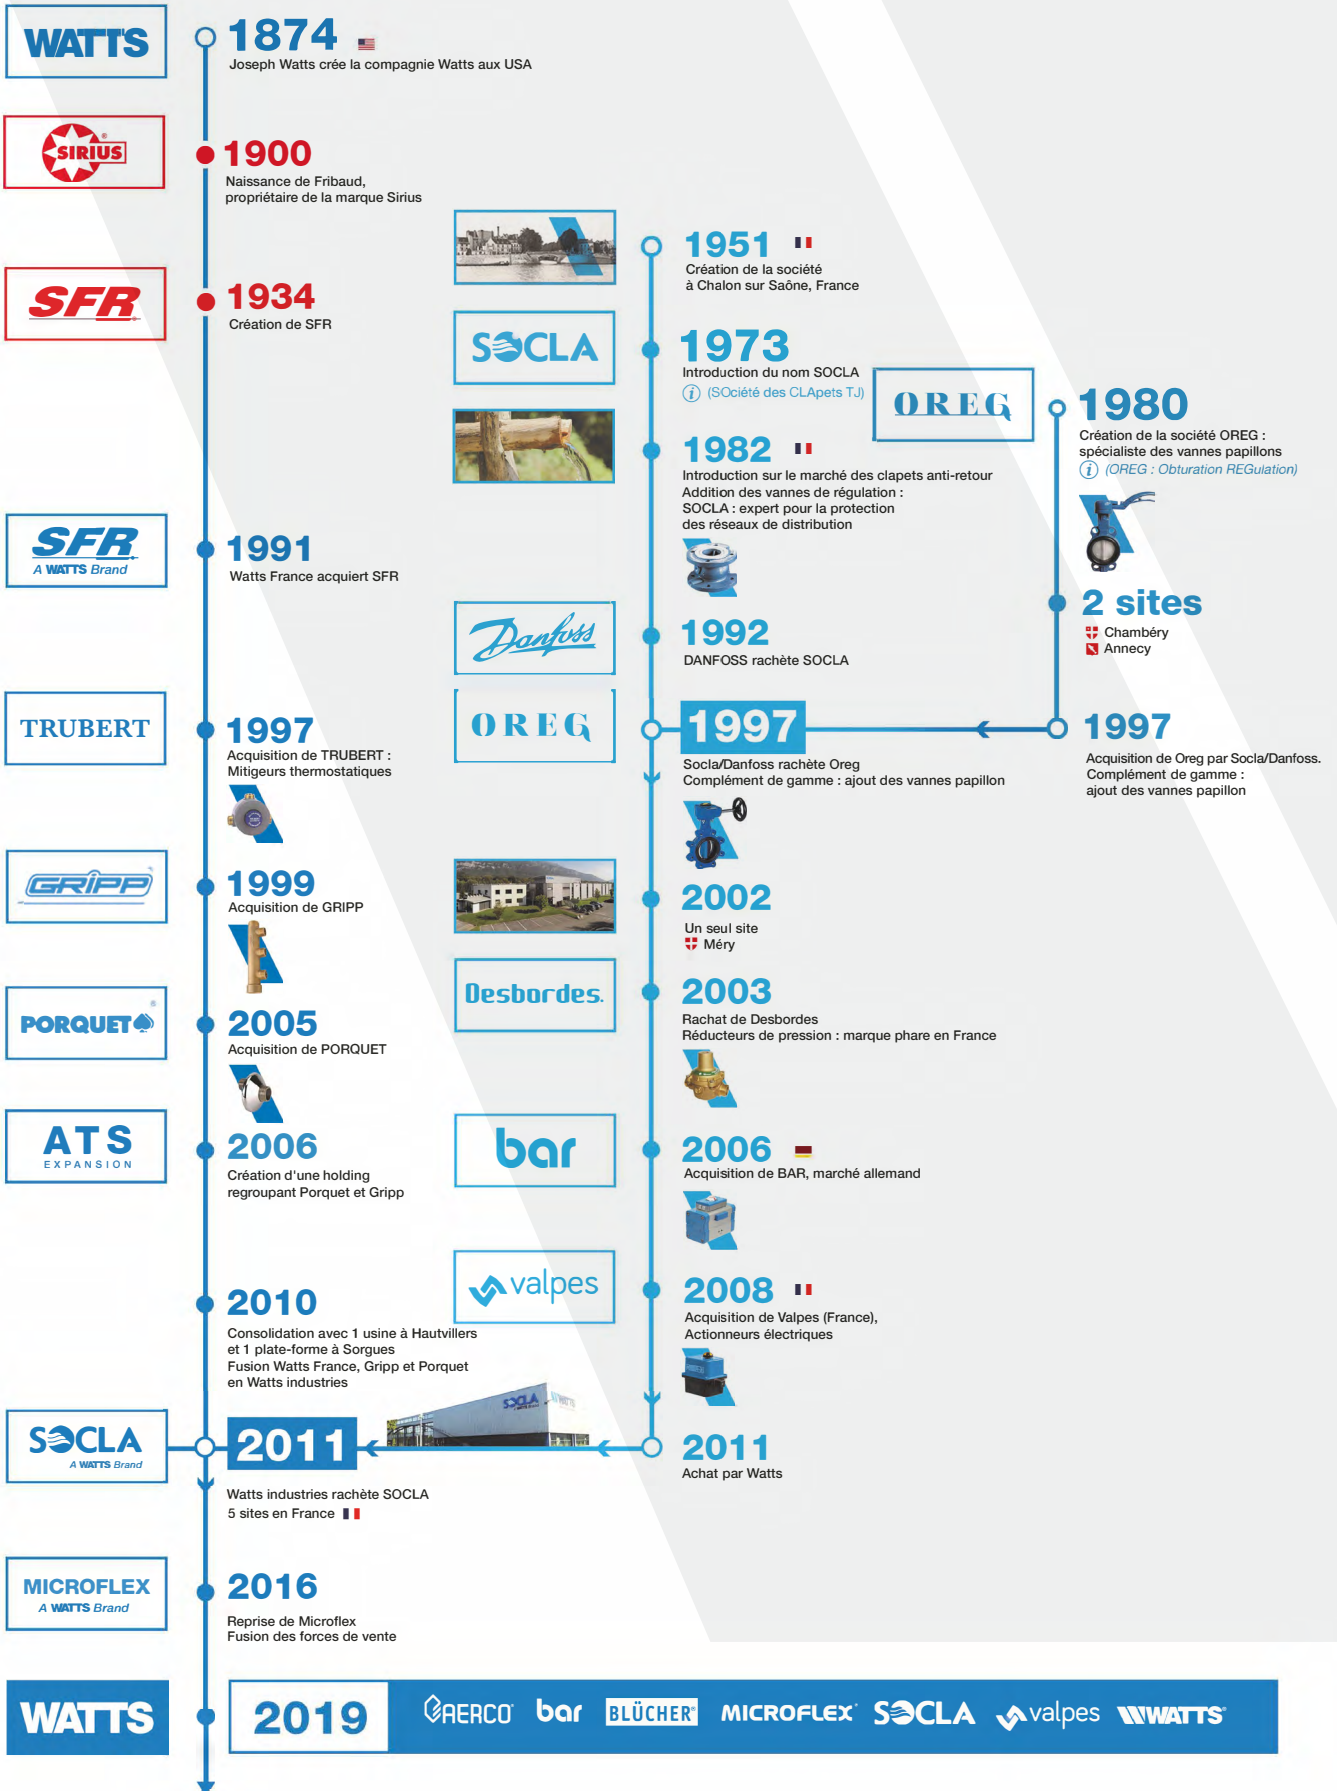 WATTS
1874
Joseph Watts crée la compagnie Watts aux USA
SIRIUS
1900
Naissance de Fribaud,
propriétaire de la marque Sirius
SFR
1934
Création de SFR
SFR
A WATTS Brand
1991
Watts France acquiert SFR
TRUBERT
1997
Acquisition de TRUBERT :
Mitigeurs thermostatiques
GRIPP
1999
Acquisition de GRIPP
PORQUET
2005
Acquisition de PORQUET
ATS
EXPANSION
2006
Création d'une holding
regroupant Porquet et Gripp
2010
Consolidation avec 1 usine à Hautvillers
et 1 plate-forme à Sorgues
Fusion Watts France, Gripp et Porquet
en Watts industries
1951
Création de la société
à Chalon sur Saône, France
SOCLA
1973
Introduction du nom SOCLA
i (SOciété des CLApets TJ)
1982
Introduction sur le marché des clapets anti-retour
Addition des vannes de régulation :
SOCLA : expert pour la protection
des réseaux de distribution
Danfoss
1992
DANFOSS rachète SOCLA
OREG
1997
Socla/Danfoss rachète Oreg
Complément de gamme : ajout des vannes papillon
2002
Un seul site
Méry
Desbordes.
2003
Rachat de Desbordes
Réducteurs de pression : marque phare en France
bar
2006
Acquisition de BAR, marché allemand
valpes
2008
Acquisition de Valpes (France),
Actionneurs électriques
OREG
1980
Création de la société OREG :
spécialiste des vannes papillons
i (OREG : Obturation REGulation)
2 sites
Chambéry
Annecy
1997
Acquisition de Oreg par Socla/Danfoss.
Complément de gamme :
ajout des vannes papillon
SOCLA
A WATTS Brand
2011
SOCLA WATTS
2011
Achat par Watts
Watts industries rachète SOCLA
5 sites en France
MICROFLEX
A WATTS Brand
2016
Reprise de Microflex
Fusion des forces de vente
WATTS
2019
AERCO bar BLÜCHER MICROFLEX SOCLA valpes WATTS